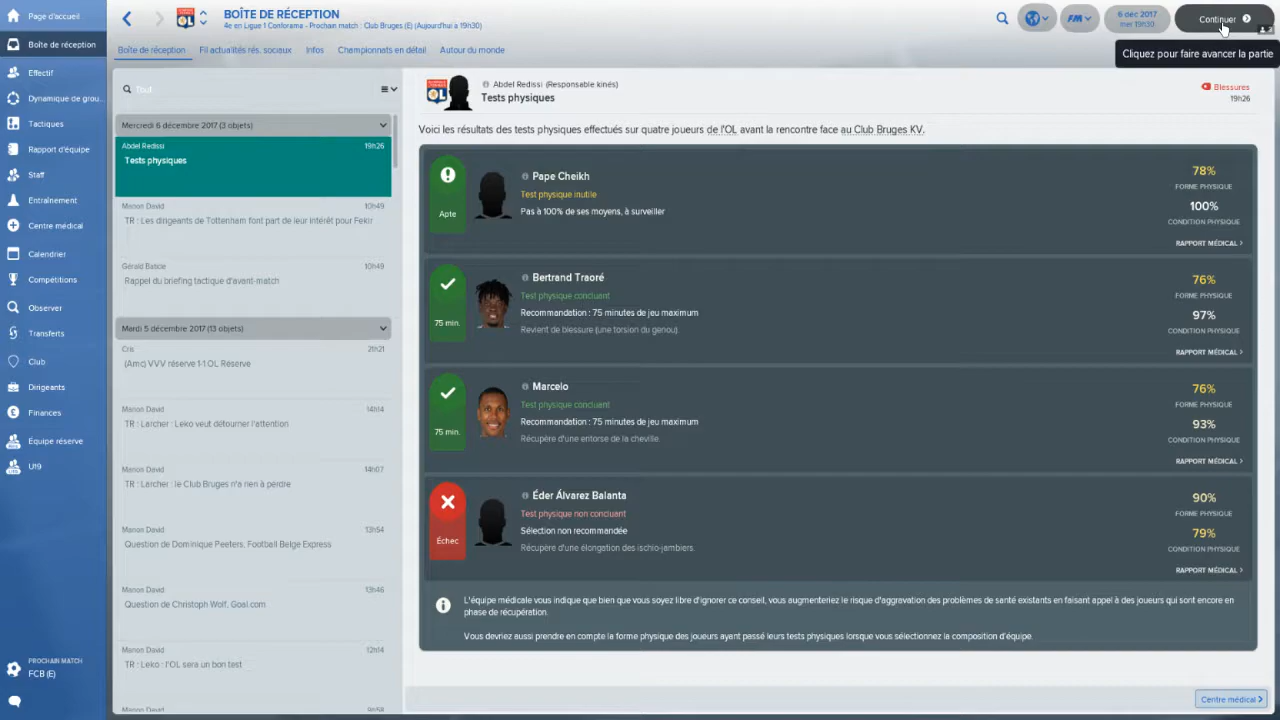 Page d'accueil
Boîte de réception
Effectif
Dynamique de grou...
Tactiques
Rapport d'équipe
Staff
Entraînement
Centre médical
Calendrier
Compétitions
Observer
Transferts
Club
Dirigeants
Finances
Équipe réserve
U19
PROCHAIN MATCH
FCB (E)
BOÎTE DE RÉCEPTION
4e en Ligue 1 Conforama - Prochain match : Club Bruges (E) (Aujourd'hui à 19h30)
FM
6 déc 2017
mer 19h30
Continuer
Cliquez pour faire avancer la partie
Boîte de réception
Fil actualités rés. sociaux
Infos
Championnats en détail
Autour du monde
Tout
Mercredi 6 décembre 2017 (3 objets)
Abdel Redissi 19h26
Tests physiques
Manon David 10h49
TR : Les dirigeants de Tottenham font part de leur intérêt pour Fekir
Gérald Baticle 10h49
Rappel du briefing tactique d'avant-match
Mardi 5 décembre 2017 (13 objets)
Cris 21h21
(Amc) VVV réserve 1-1 OL Réserve
Manon David 14h14
TR : Larcher : Leko veut détourner l'attention
Manon David 14h07
TR : Larcher : le Club Bruges n'a rien à perdre
Manon David 13h54
Question de Dominique Peeters, Football Belge Express
Manon David 13h46
Question de Christoph Wolf, Goal.com
Manon David 12h14
TR : Leko : l'OL sera un bon test
Manon David 9h58
Abdel Redissi (Responsable kinés)
Tests physiques
Blessures
19h26
Voici les résultats des tests physiques effectués sur quatre joueurs de l'OL avant la rencontre face au Club Bruges KV.
Apte
Pape Cheikh
Test physique inutile
Pas à 100% de ses moyens, à surveiller
78%
FORME PHYSIQUE
100%
CONDITION PHYSIQUE
RAPPORT MÉDICAL >
75 min.
Bertrand Traoré
Test physique concluant
Recommandation : 75 minutes de jeu maximum
Revient de blessure (une torsion du genou).
76%
FORME PHYSIQUE
97%
CONDITION PHYSIQUE
RAPPORT MÉDICAL >
75 min.
Marcelo
Test physique concluant
Recommandation : 75 minutes de jeu maximum
Récupère d'une entorse de la cheville.
76%
FORME PHYSIQUE
93%
CONDITION PHYSIQUE
RAPPORT MÉDICAL >
Échec
Éder Álvarez Balanta
Test physique non concluant
Sélection non recommandée
Récupère d'une élongation des ischio-jambiers.
90%
FORME PHYSIQUE
79%
CONDITION PHYSIQUE
RAPPORT MÉDICAL >
L'équipe médicale vous indique que bien que vous soyez libre d'ignorer ce conseil, vous augmenteriez le risque d'aggravation des problèmes de santé existants en faisant appel à des joueurs qui sont encore en
phase de récupération.
Vous devriez aussi prendre en compte la forme physique des joueurs ayant passé leurs tests physiques lorsque vous sélectionnez la composition d'équipe.
Centre médical >